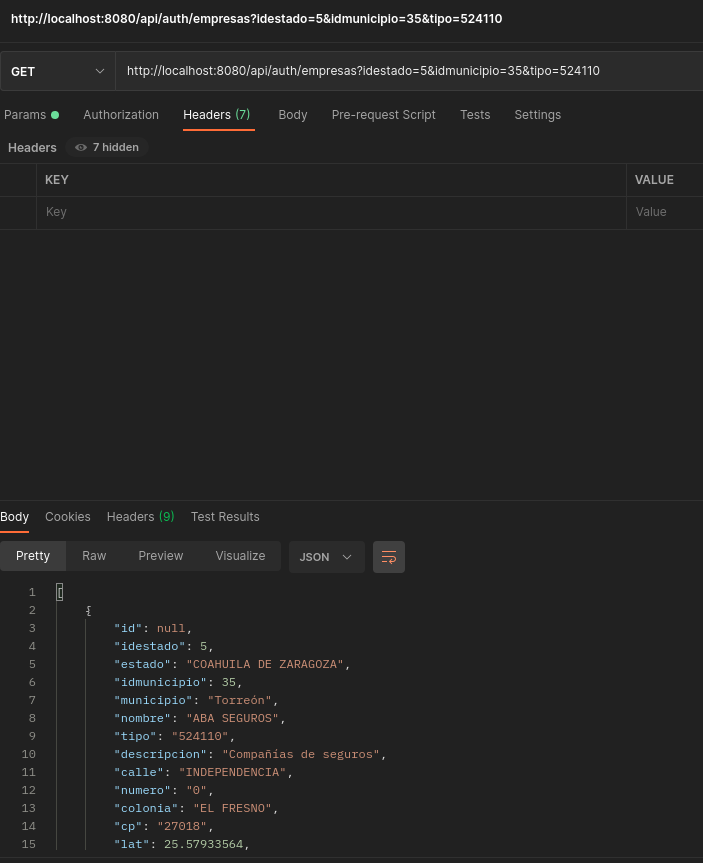 http://localhost:8080/api/auth/empresas?idestado=5&idmunicipio=35&tipo=524110
GET http://localhost:8080/api/auth/empresas?idestado=5&idmunicipio=35&tipo=524110
Params Authorization Headers (7) Body Pre-request Script Tests Settings
Headers 7 hidden
KEY VALUE
Key Value
Body Cookies Headers (9) Test Results
Pretty Raw Preview Visualize JSON
1 [
2 {
3 "id": null,
4 "idestado": 5,
5 "estado": "COAHUILA DE ZARAGOZA",
6 "idmunicipio": 35,
7 "municipio": "Torreón",
8 "nombre": "ABA SEGUROS",
9 "tipo": "524110",
10 "descripcion": "Compañías de seguros",
11 "calle": "INDEPENDENCIA",
12 "numero": "0",
13 "colonia": "EL FRESNO",
14 "cp": "27018",
15 "lat": 25.57933564,